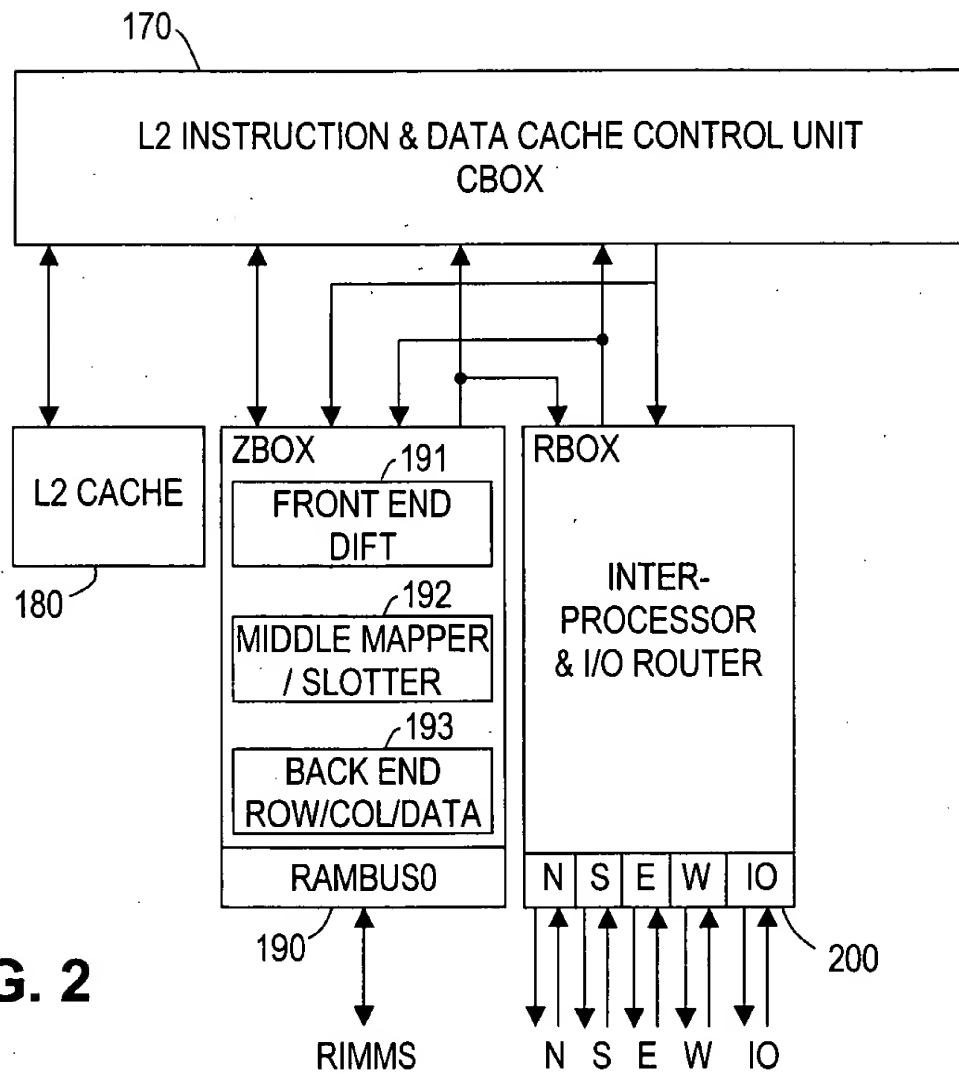 170
L2 INSTRUCTION & DATA CACHE CONTROL UNIT
CBOX
L2 CACHE
180
ZBOX
191
FRONT END
DIFT
192
MIDDLE MAPPER
/ SLOTTER
193
BACK END
ROW/COL/DATA
RAMBUS0
190
RIMMS
RBOX
INTER-
PROCESSOR
& I/O ROUTER
N S E W IO
200
N S E W IO
G. 2